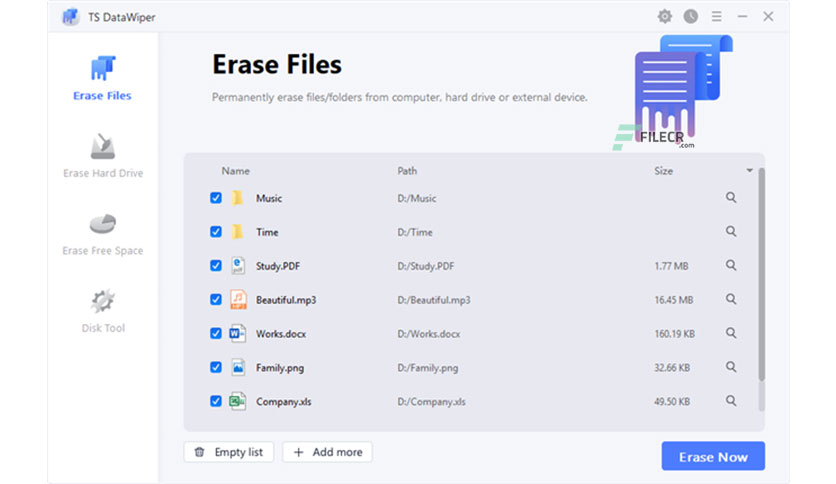 TS DataWiper
Erase Files
Erase Hard Drive
Erase Free Space
Disk Tool
Erase Files
Permanently erase files/folders from computer, hard drive or external device.
FILECR
.com
Name Path Size
Music D:/Music
Time D:/Time
Study.PDF D:/Study.PDF 1.77 MB
Beautiful.mp3 D:/Beautiful.mp3 16.45 MB
Works.docx D:/Works.docx 160.19 KB
Family.png D:/Family.png 32.66 KB
Company.xls D:/Company.xls 49.50 KB
Empty list
Add more
Erase Now